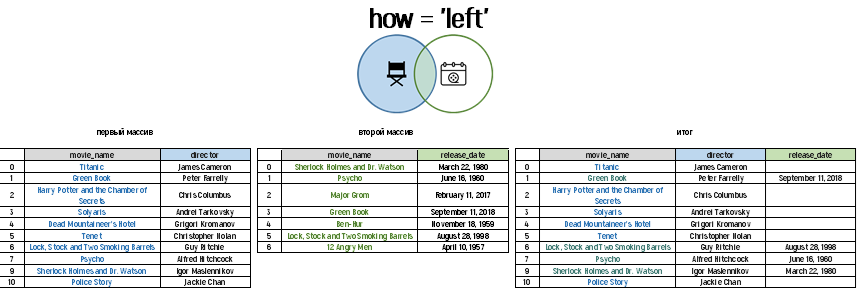 how = 'left'
первый массив
второй массив
итог
movie_name director
0 Titanic James Cameron
1 Green Book Peter Farrelly
2 Harry Potter and the Chamber of
Secrets Chris Columbus
3 Solyaris Andrei Tarkovsky
4 Dead Mountaineer's Hotel Grigori Kromanov
5 Tenet Christopher Nolan
6 Lock, Stock and Two Smoking Barrels Guy Ritchie
7 Psycho Alfred Hitchcock
9 Sherlock Holmes and Dr. Watson Igor Maslennikov
10 Police Story Jackie Chan
movie_name release_date
0 Sherlock Holmes and Dr. Watson March 22, 1980
1 Psycho June 16, 1960
2 Major Grom February 11, 2017
3 Green Book September 11, 2018
4 Ben-Hur November 18, 1959
5 Lock, Stock and Two Smoking Barrels August 28, 1998
6 12 Angry Men April 10, 1957
movie_name director release_date
0 Titanic James Cameron
1 Green Book Peter Farrelly September 11, 2018
2 Harry Potter and the Chamber of
Secrets Chris Columbus
3 Solyaris Andrei Tarkovsky
4 Dead Mountaineer's Hotel Grigori Kromanov
5 Tenet Christopher Nolan
6 Lock, Stock and Two Smoking Barrels Guy Ritchie August 28, 1998
7 Psycho Alfred Hitchcock June 16, 1960
9 Sherlock Holmes and Dr. Watson Igor Maslennikov March 22, 1980
10 Police Story Jackie Chan